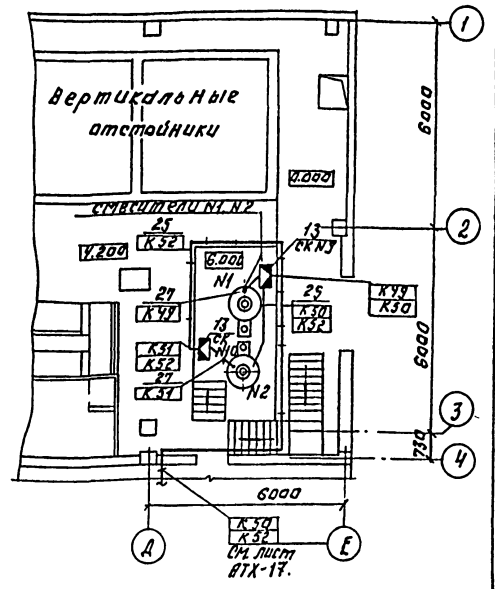 1
Вертикальные
отстойники
6000
0.000
смесители N1, N2
25
К52
13
СК N9
2
4.200
6.000
N1
К49
К50
27
К49
25
К50
К52
13
СК
N10
К51
К52
27
К51
N2
6000
3
730
4
6000
К50
К52
Д
Е
См. лист
АТХ-17.